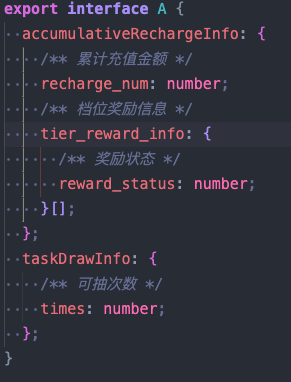 export interface A {
accumulativeRechargeInfo: {
/** 累计充值金额 */
recharge_num: number;
/** 档位奖励信息 */
tier_reward_info: {
/** 奖励状态 */
reward_status: number;
}[];
};
taskDrawInfo: {
/** 可抽次数 */
times: number;
};
}